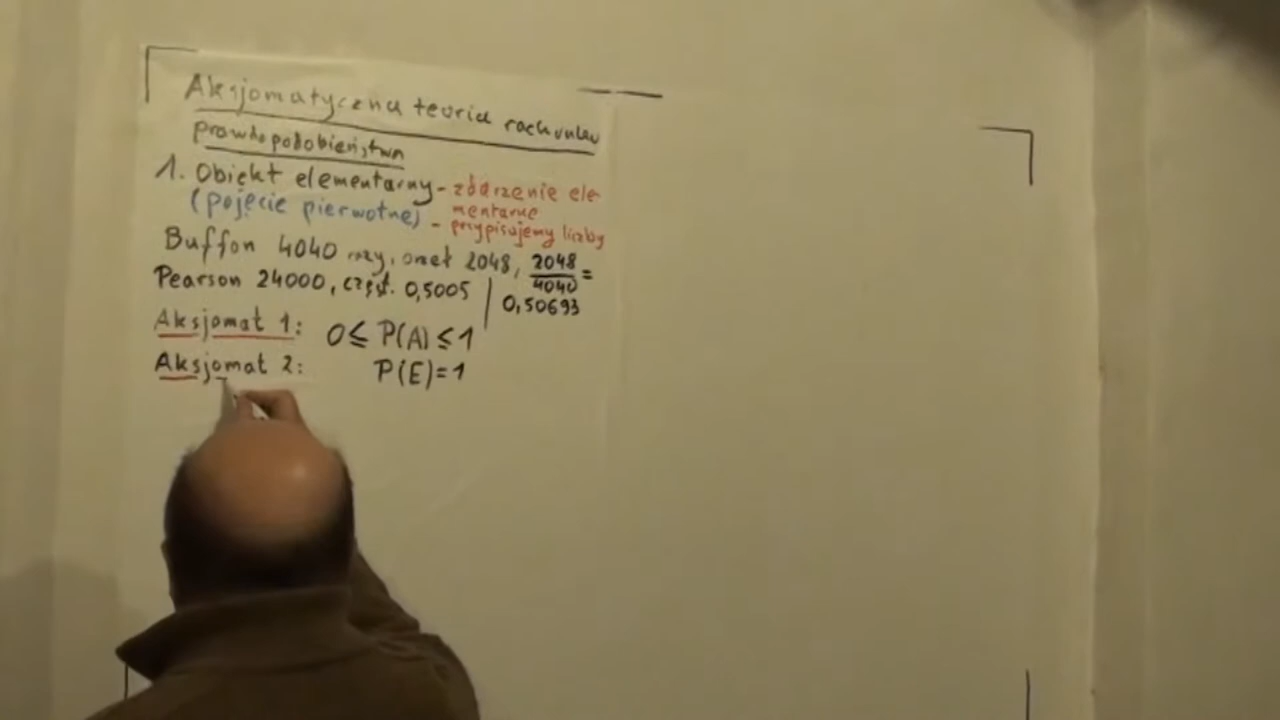 Aksjomatyczna teoria rachunku
prawdopodobieństwa
1. Obiekt elementarny - zdarzenie ele-
mentarne
(pojęcie pierwotne) - przypisujemy liczby
Buffon 4040 razy, orzeł 2048, 2048/4040 =
0,50693
Pearson 24000, częst. 0,5005
Aksjomat 1: 0 ≤ P(A) ≤ 1
Aksjomat 2: P(E)=1